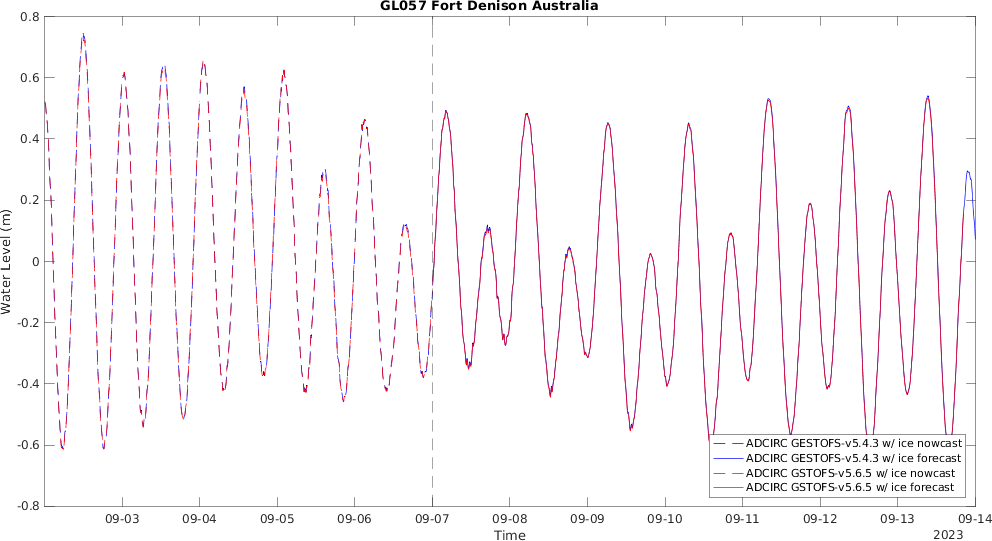 GL057 Fort Denison Australia
0.8
0.6
0.4
0.2
0
-0.2
-0.4
-0.6
-0.8
Water Level (m)
ADCIRC GESTOFS-v5.4.3 w/ ice nowcast
ADCIRC GESTOFS-v5.4.3 w/ ice forecast
ADCIRC GSTOFS-v5.6.5 w/ ice nowcast
ADCIRC GSTOFS-v5.6.5 w/ ice forecast
09-03 09-04 09-05 09-06 09-07 09-08 09-09 09-10 09-11 09-12 09-13 09-14
Time
2023